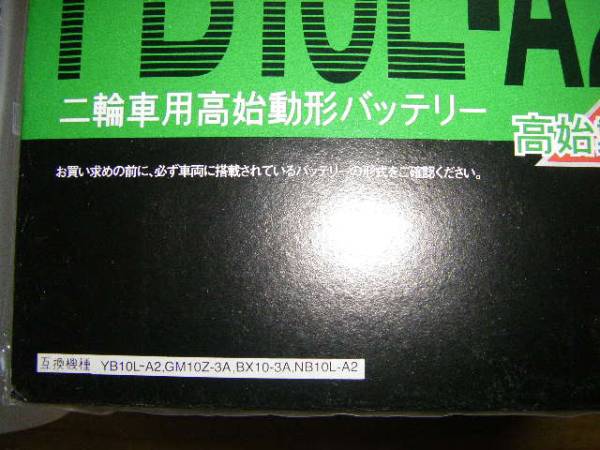 YB10L-A2
二輪車用高始動形バッテリー
高始動
お買い求めの前に、必ず車両に搭載されているバッテリーの形式をご確認ください。
互換機種 YB10L-A2,GM10Z-3A,BX10-3A,NB10L-A2